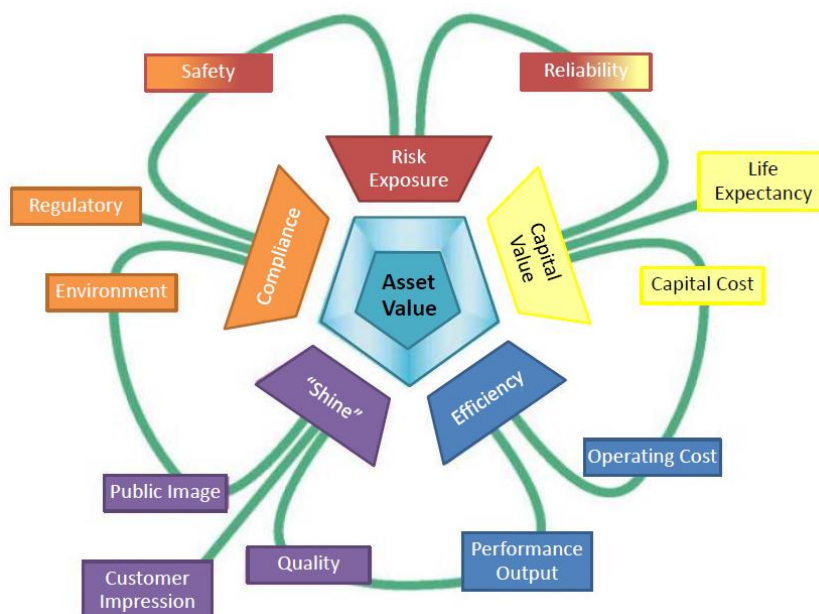 Safety
Reliability
Risk
Exposure
Life
Expectancy
Regulatory
Compliance
Capital
Value
Environment
Asset
Value
Capital Cost
“Shine”
Efficiency
Operating Cost
Public Image
Quality
Performance
Output
Customer
Impression